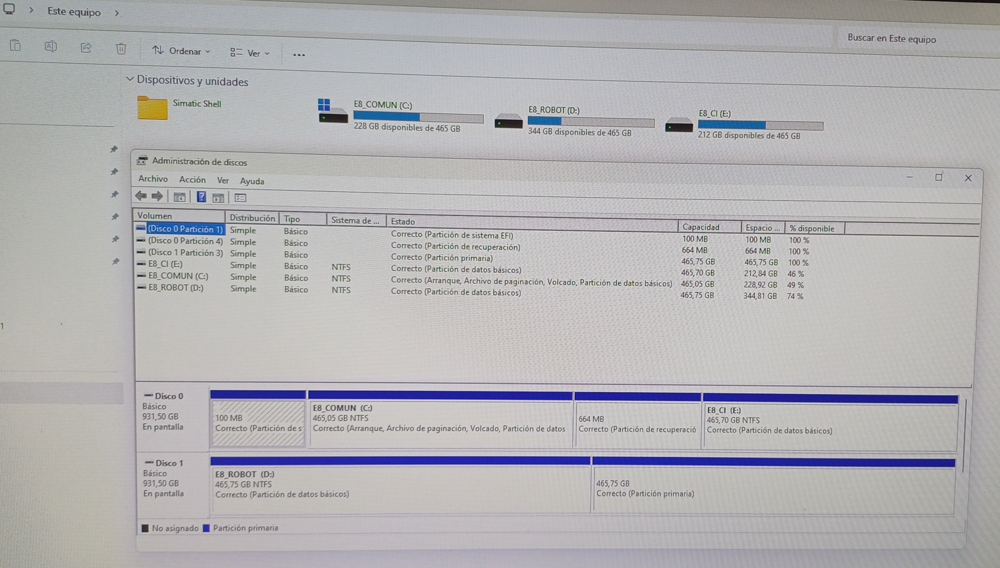 Este equipo
Buscar en Este equipo
Ordenar
Ver
Dispositivos y unidades
Simatic Shell
E8_COMUN (C:)
228 GB disponibles de 465 GB
E8_ROBOT (D:)
344 GB disponibles de 465 GB
E8_CI (E:)
212 GB disponibles de 465 GB
Administración de discos
Archivo Acción Ver Ayuda
Volumen Distribución Tipo Sistema de ... Estado Capacidad Espacio ... % disponible
(Disco 0 Partición 1) Simple Básico Correcto (Partición de sistema EFI) 100 MB 100 MB 100 %
(Disco 0 Partición 4) Simple Básico Correcto (Partición de recuperación) 664 MB 664 MB 100 %
(Disco 1 Partición 3) Simple Básico Correcto (Partición primaria) 465,75 GB 465,75 GB 100 %
E8_CI (E:) Simple Básico NTFS Correcto (Partición de datos básicos) 465,70 GB 212,84 GB 46 %
E8_COMUN (C:) Simple Básico NTFS Correcto (Arranque, Archivo de paginación, Volcado, Partición de datos básicos) 465,05 GB 228,92 GB 49 %
E8_ROBOT (D:) Simple Básico NTFS Correcto (Partición de datos básicos) 465,75 GB 344,81 GB 74 %
1
Disco 0
Básico
931,50 GB
En pantalla
100 MB
Correcto (Partición de s
E8_COMUN (C:)
465,05 GB NTFS
Correcto (Arranque, Archivo de paginación, Volcado, Partición de datos
664 MB
Correcto (Partición de recuperació
E8_CI (E:)
465,70 GB NTFS
Correcto (Partición de datos básicos)
Disco 1
Básico
931,50 GB
En pantalla
E8_ROBOT (D:)
465,75 GB NTFS
Correcto (Partición de datos básicos)
465,75 GB
Correcto (Partición primaria)
No asignado Partición primaria